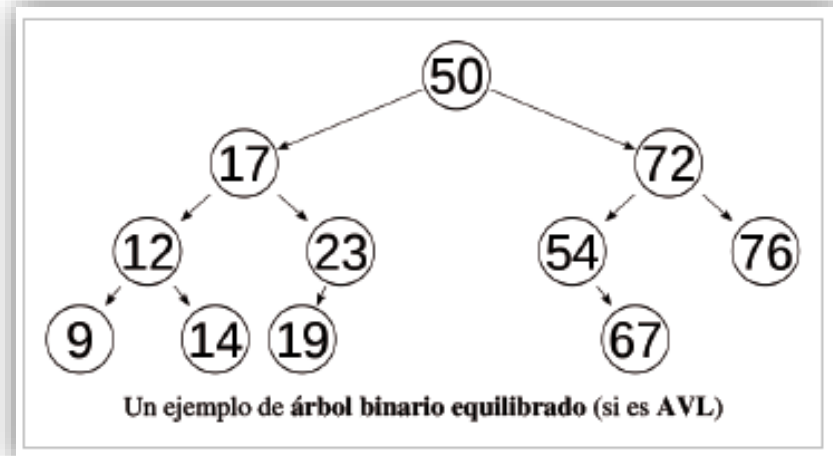 50
17 72
12 23 54 76
9 14 19 67
Un ejemplo de árbol binario equilibrado (si es AVL)